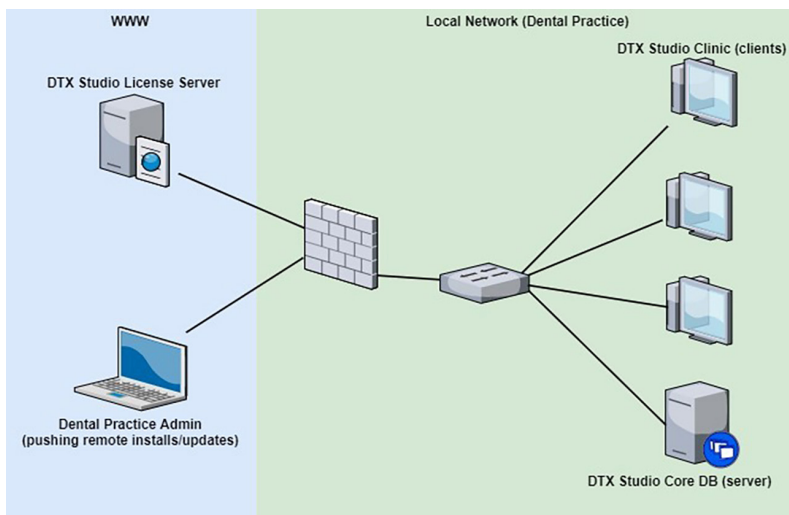 WWW
Local Network (Dental Practice)
DTX Studio Clinic (clients)
DTX Studio License Server
Dental Practice Admin
(pushing remote installs/updates)
DTX Studio Core DB (server)